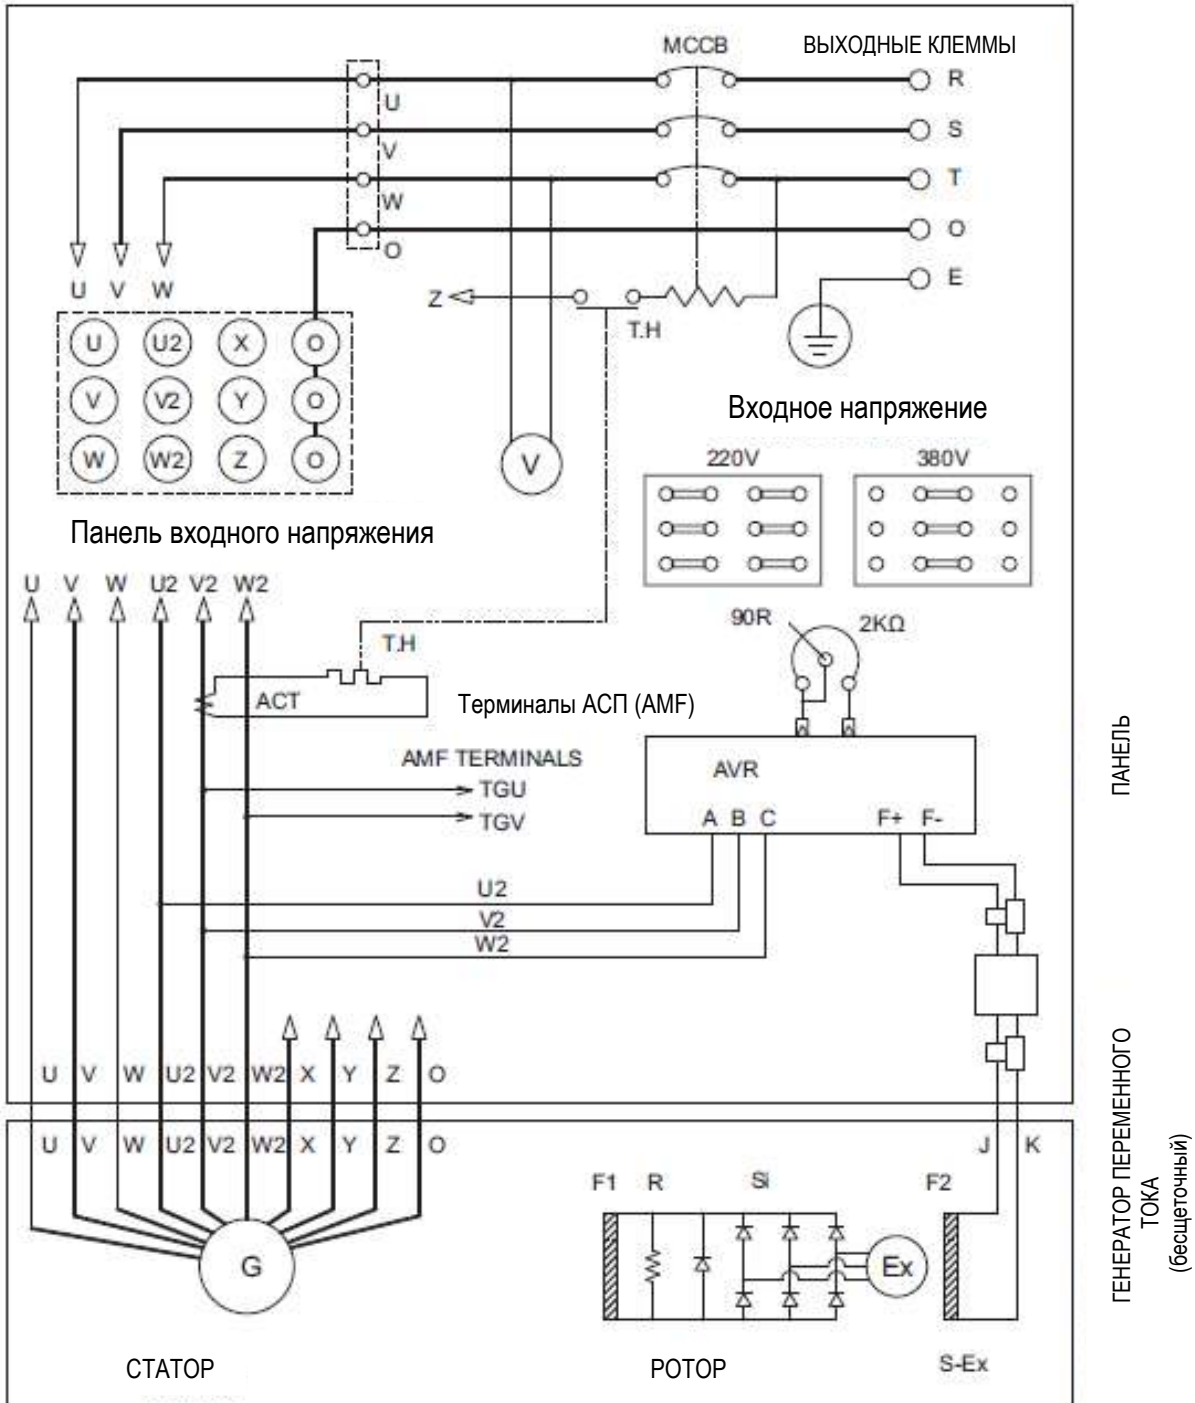 MCCB
ВЫХОДНЫЕ КЛЕММЫ
R
U
S
V
T
W
O
O
E
U V W
Z
T.H
U U2 X O
V V2 Y O
W W2 Z O
V
Входное напряжение
220V 380V
Панель входного напряжения
U V W U2 V2 W2
90R 2KΩ
T.H
ACT
Терминалы АСП (AMF)
AMF TERMINALS
TGU
TGV
AVR
A B C F+ F-
U2
V2
W2
U V W U2 V2 W2 X Y Z O
U V W U2 V2 W2 X Y Z O
J K
F1 R Si F2
G
Ex
СТАТОР
РОТОР
S-Ex
ПАНЕЛЬ
ГЕНЕРАТОР ПЕРЕМЕННОГО
ТОКА
(бесщеточный)